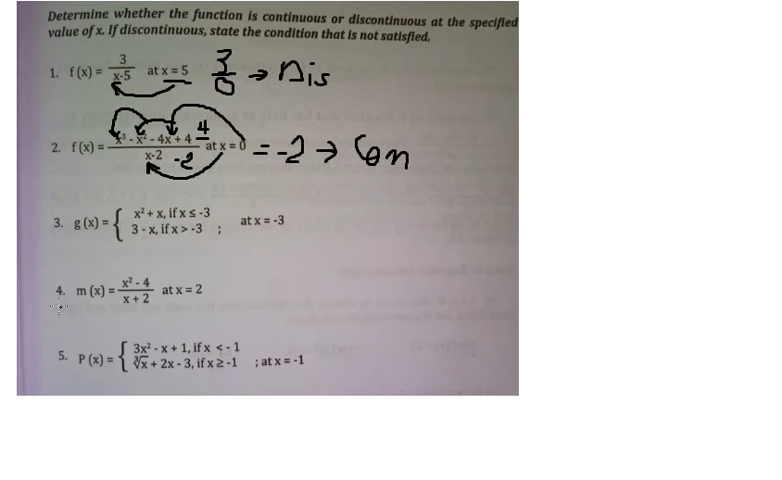 Determine whether the function is continuous or discontinuous at the specified
value of x. If discontinuous, state the condition that is not satisfied.
1. f(x) = 3/(x-5) at x = 5 3/0 → Dis
2. f(x) = (x³ - x² - 4x + 4)/(x-2) at x = 0 4/-2 = -2 → Con
3. g(x) = { x² + x, if x ≤ -3
3 - x, if x > -3 ; at x = -3
4. m(x) = (x² - 4)/(x + 2) at x = 2
5. P(x) = { 3x² - x + 1, if x < -1
∛x + 2x - 3, if x ≥ -1 ; at x = -1